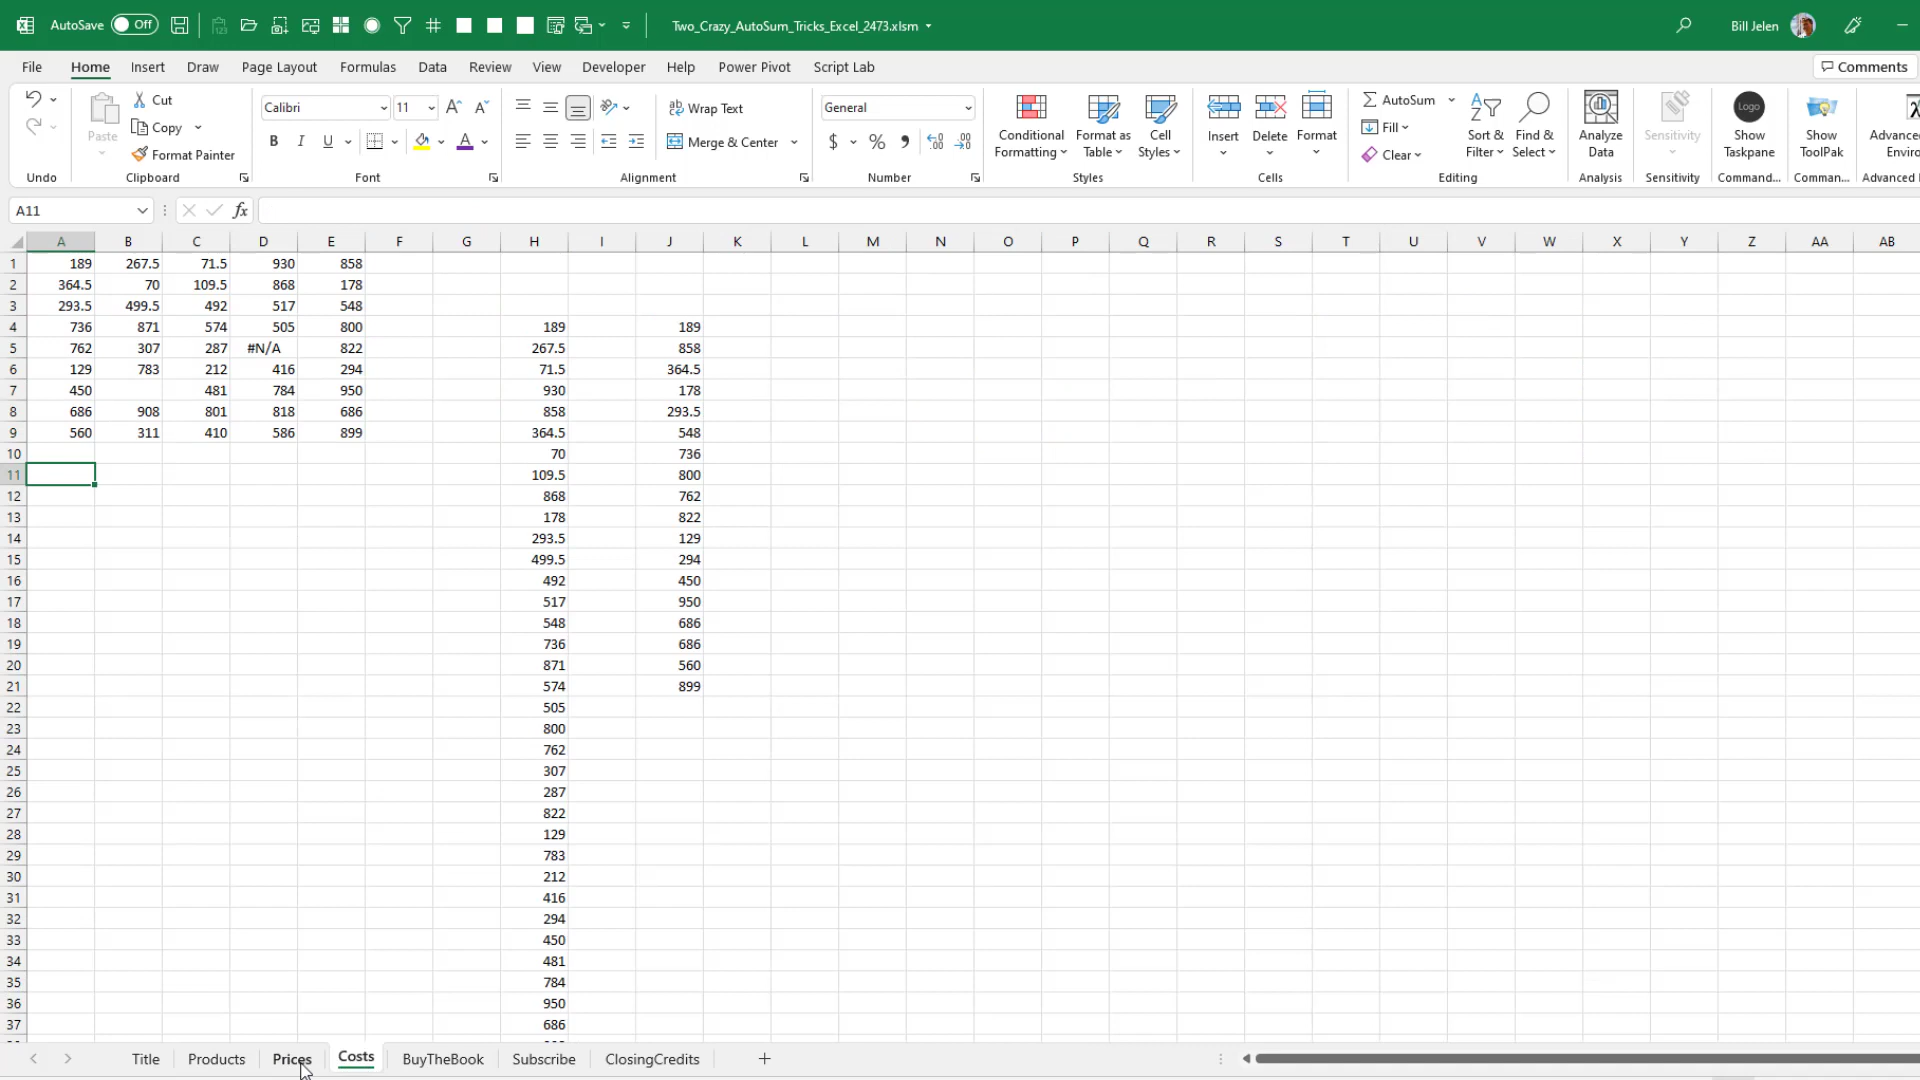 AutoSave Off Two_Crazy_AutoSum_Tricks_Excel_2473.xlsm Bill Jelen
File Home Insert Draw Page Layout Formulas Data Review View Developer Help Power Pivot Script Lab Comments
Paste Cut Copy Format Painter
Calibri 11
B I U
Wrap Text
Merge & Center
General
$ %
Conditional Formatting Format as Table Cell Styles
Insert Delete Format
AutoSum Fill Clear
Sort & Filter Find & Select
Analyze Data Sensitivity Show Taskpane Show ToolPak Advanced
Undo Clipboard Font Alignment Number Styles Cells Editing Analysis Sensitivity Command... Comman... Advanced
A11 fx
A B C D E F G H I J K L M N O P Q R S T U V W X Y Z AA AB
1 189 267.5 71.5 930 858
2 364.5 70 109.5 868 178
3 293.5 499.5 492 517 548
4 736 871 574 505 800 189 189
5 762 307 287 #N/A 822 267.5 858
6 129 783 212 416 294 71.5 364.5
7 450 481 784 950 930 178
8 686 908 801 818 686 858 293.5
9 560 311 410 586 899 364.5 548
10 70 736
11 109.5 800
12 868 762
13 178 822
14 293.5 129
15 499.5 294
16 492 450
17 517 950
18 548 686
19 736 686
20 871 560
21 574 899
22 505
23 800
24 762
25 307
26 287
27 822
28 129
29 783
30 212
31 416
32 294
33 450
34 481
35 784
36 950
37 686
Title Products Prices Costs BuyTheBook Subscribe ClosingCredits